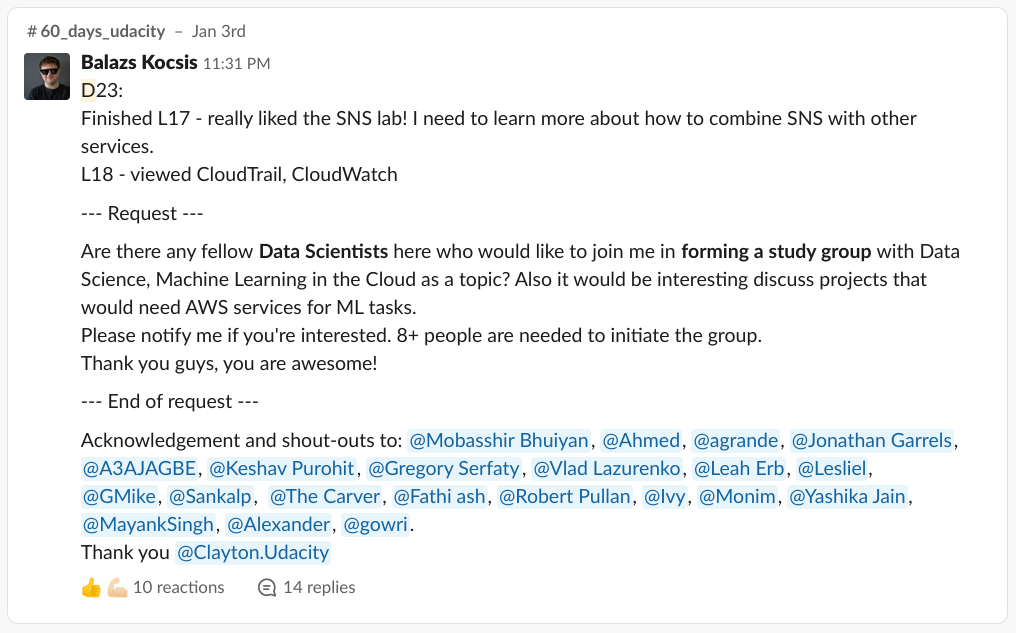 # 60_days_udacity – Jan 3rd
Balazs Kocsis 11:31 PM
D23:
Finished L17 - really liked the SNS lab! I need to learn more about how to combine SNS with other
services.
L18 - viewed CloudTrail, CloudWatch
--- Request ---
Are there any fellow Data Scientists here who would like to join me in forming a study group with Data
Science, Machine Learning in the Cloud as a topic? Also it would be interesting discuss projects that
would need AWS services for ML tasks.
Please notify me if you're interested. 8+ people are needed to initiate the group.
Thank you guys, you are awesome!
--- End of request ---
Acknowledgement and shout-outs to: @Mobasshir Bhuiyan, @Ahmed, @agrande, @Jonathan Garrels,
@A3AJAGBE, @Keshav Purohit, @Gregory Serfaty, @Vlad Lazurenko, @Leah Erb, @Lesliel,
@GMike, @Sankalp, @The Carver, @Fathi ash, @Robert Pullan, @Ivy, @Monim, @Yashika Jain,
@MayankSingh, @Alexander, @gowri.
Thank you @Clayton.Udacity
10 reactions 14 replies